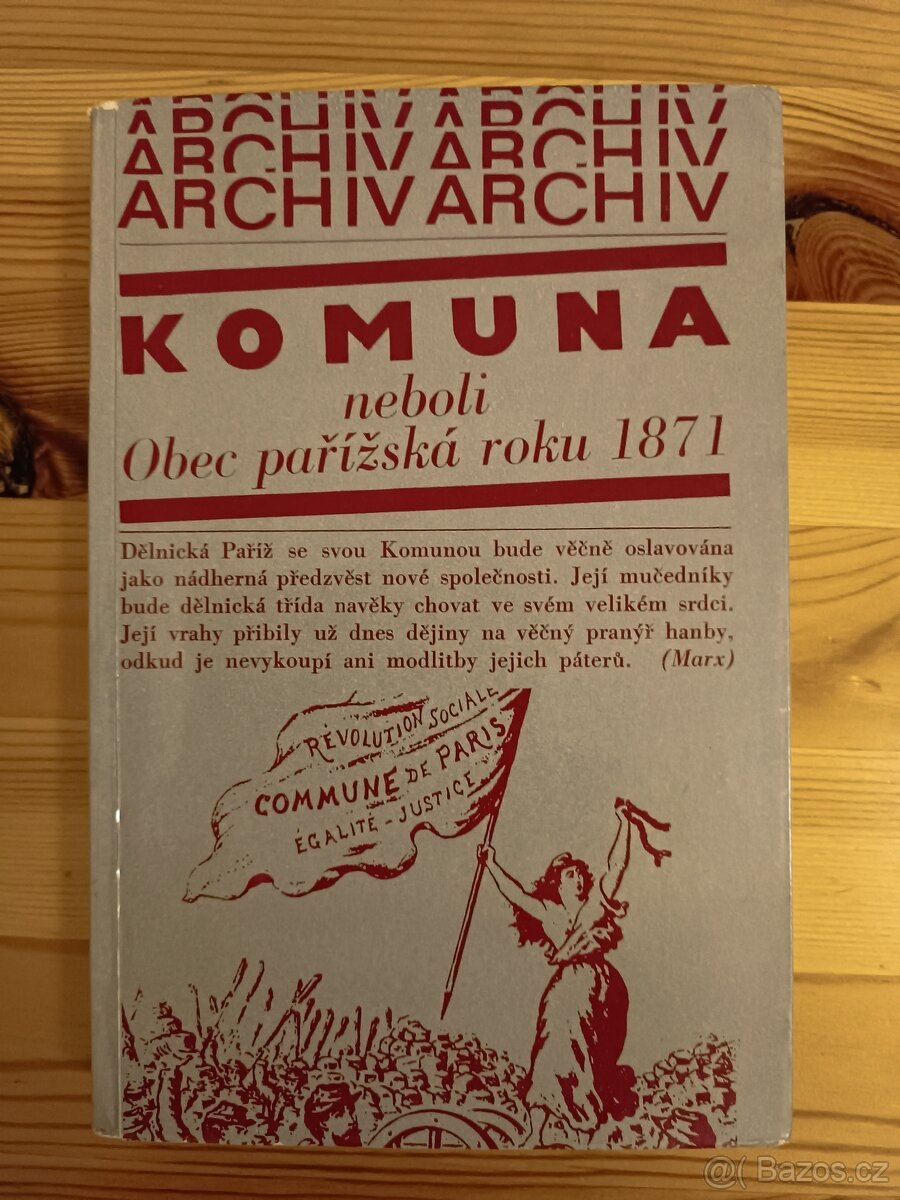 ARCHIV ARCHIV
ARCHIV ARCHIV
ARCHIV ARCHIV
ARCHIV ARCHIV
KOMUNA
neboli
Obec pařížská roku 1871
Dělnická Paříž se svou Komunou bude věčně oslavována
jako nádherná předzvěst nové společnosti. Její mučedníky
bude dělnická třída navěky chovat ve svém velikém srdci.
Její vrahy přibily už dnes dějiny na věčný pranýř hanby,
odkud je nevykoupí ani modlitby jejich páterů. (Marx)
RÉVOLUTION SOCIALE
COMMUNE DE PARIS
ÉGALITÉ - JUSTICE
@( Bazos.cz